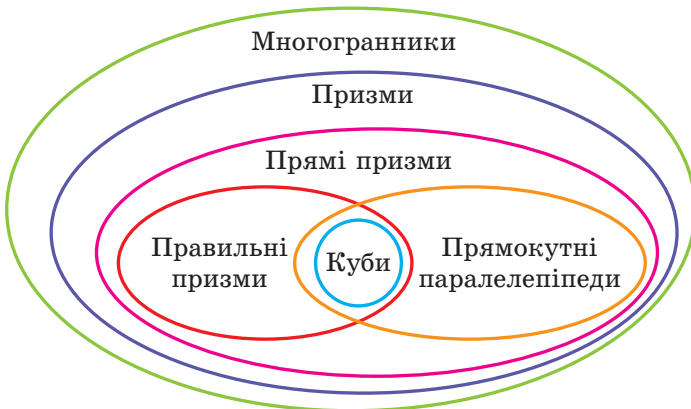 Многогранники
Призми
Прямі призми
Правильні
призми
Куби
Прямокутні
паралелепіпеди